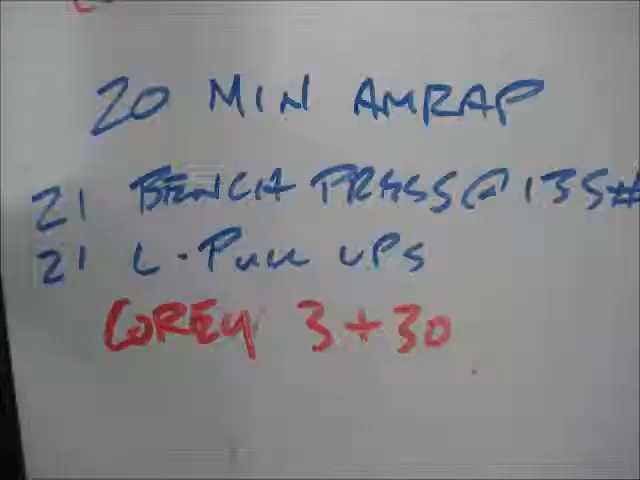 20 MIN AMRAP
21 BENCH PRESS @ 135#
21 L-PULL UPS
COREY 3+30